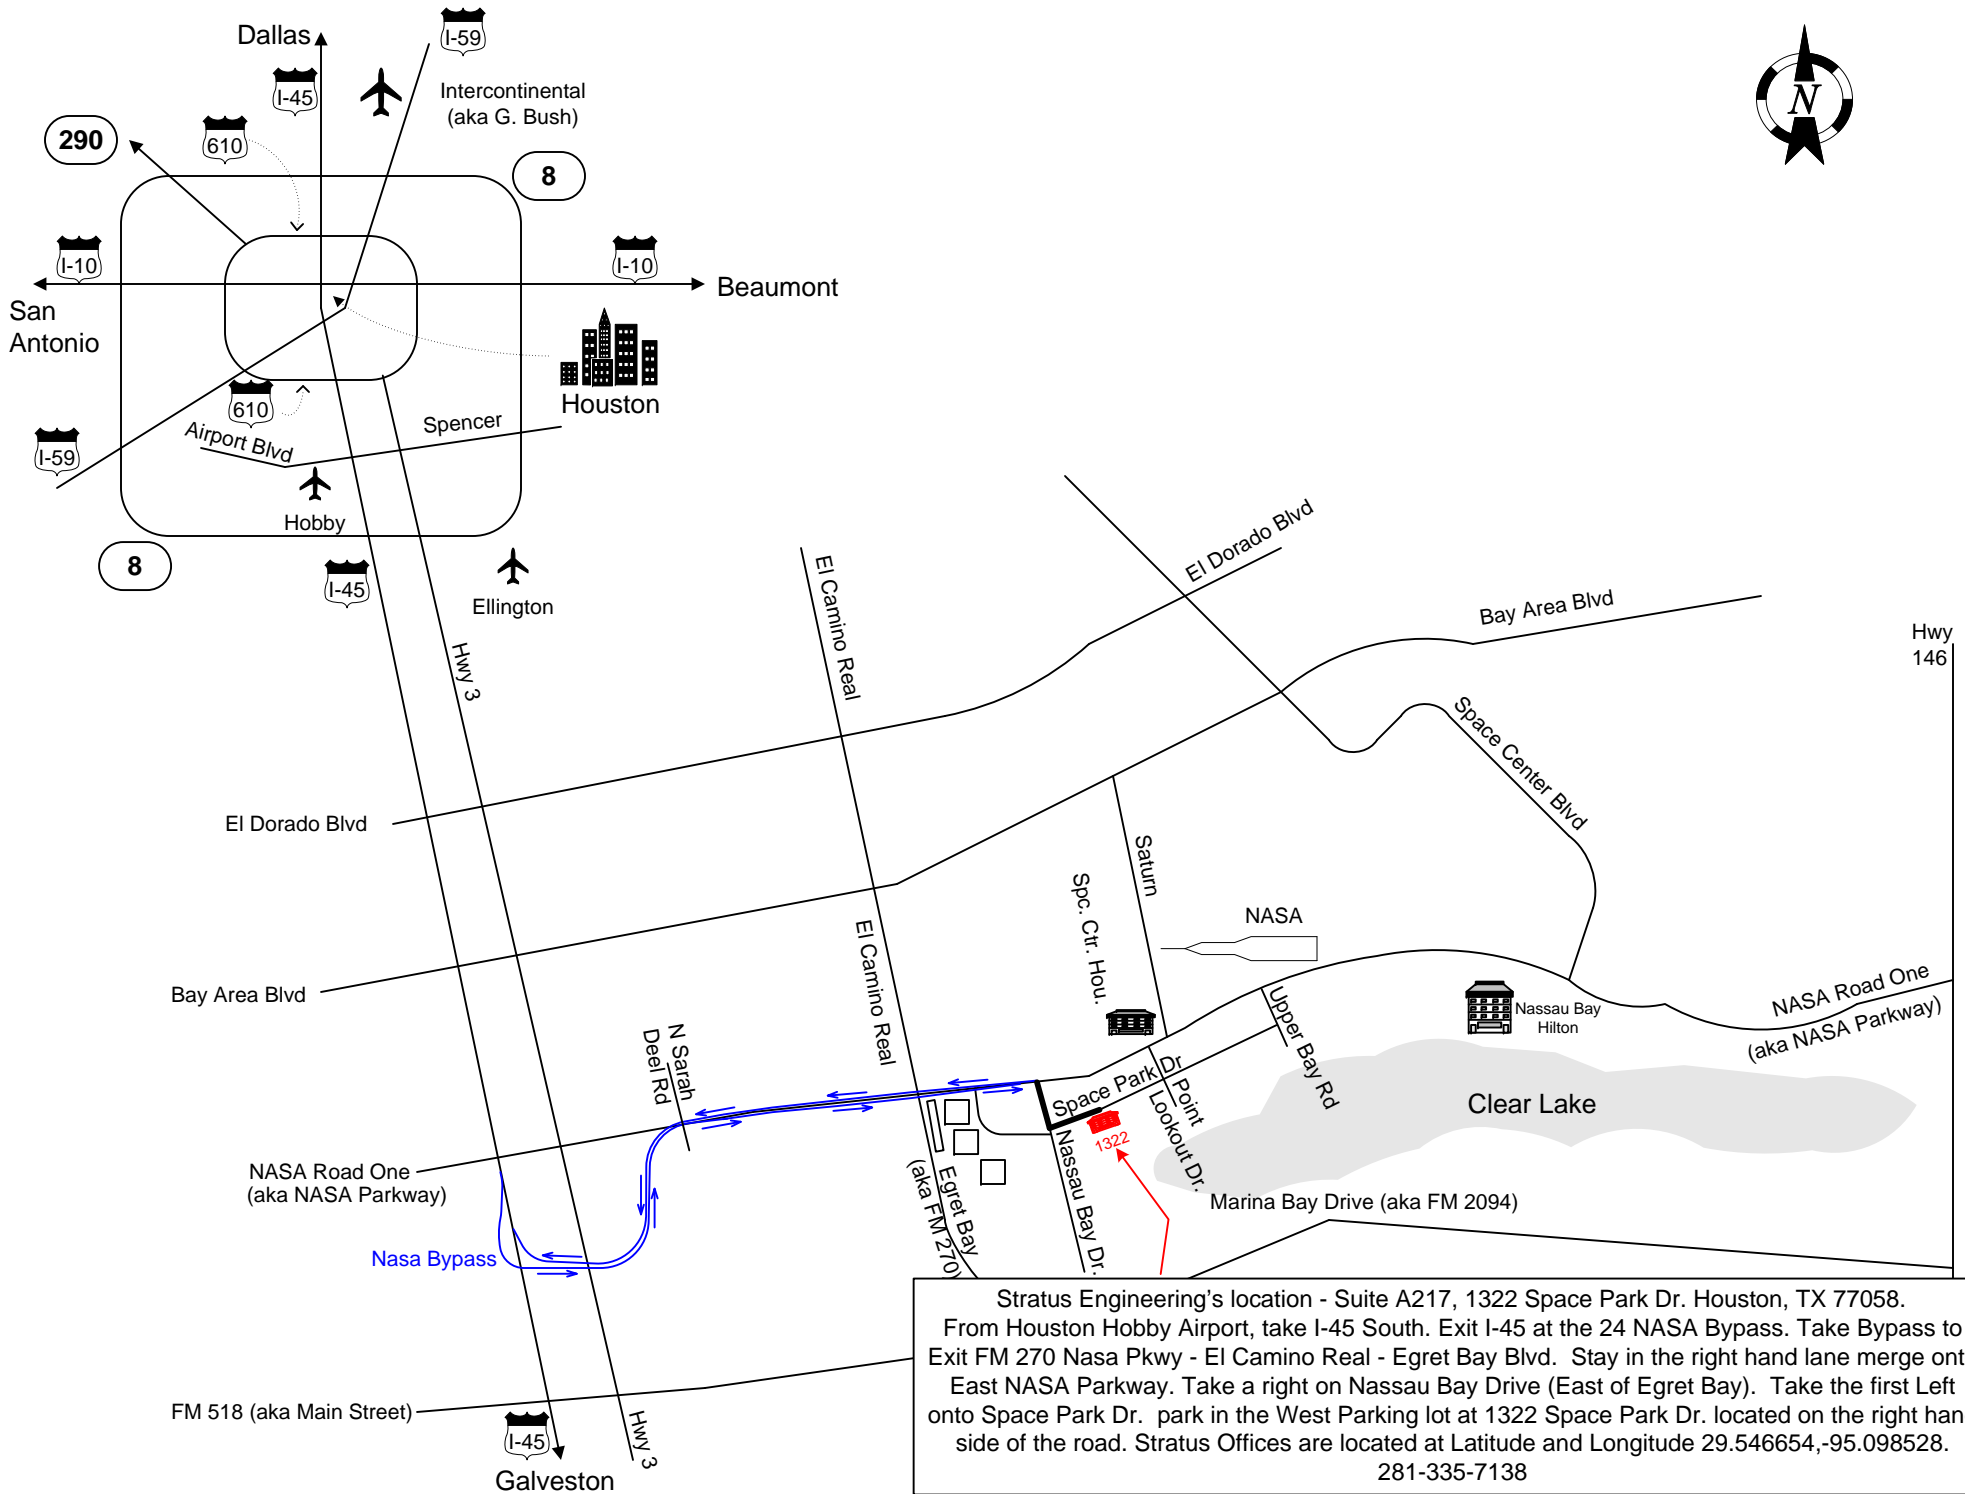 Dallas
I-59
I-45
Intercontinental
(aka G. Bush)
N
290
610
8
I-10
I-10
San
Antonio
Beaumont
Houston
610
Airport Blvd
Spencer
I-59
Hobby
8
I-45
Ellington
El Camino Real
El Dorado Blvd
Bay Area Blvd
Hwy
146
Hwy 3
Space Center Blvd
El Dorado Blvd
Saturn
Spc. Ctr. Hou.
NASA
El Camino Real
Bay Area Blvd
NASA Road One
(aka NASA Parkway)
Nassau Bay
Hilton
Upper Bay Rd
N Sarah
Deel Rd
Space Park Dr
Point
Lookout Dr.
Clear Lake
1322
NASA Road One
(aka NASA Parkway)
Nassau Bay Dr.
Egret Bay
(aka FM 270)
Marina Bay Drive (aka FM 2094)
Nasa Bypass
Stratus Engineering's location - Suite A217, 1322 Space Park Dr. Houston, TX 77058.
From Houston Hobby Airport, take I-45 South. Exit I-45 at the 24 NASA Bypass. Take Bypass to
Exit FM 270 Nasa Pkwy - El Camino Real - Egret Bay Blvd. Stay in the right hand lane merge ont
East NASA Parkway. Take a right on Nassau Bay Drive (East of Egret Bay). Take the first Left
onto Space Park Dr. park in the West Parking lot at 1322 Space Park Dr. located on the right han
side of the road. Stratus Offices are located at Latitude and Longitude 29.546654,-95.098528.
281-335-7138
FM 518 (aka Main Street)
I-45
Hwy 3
Galveston